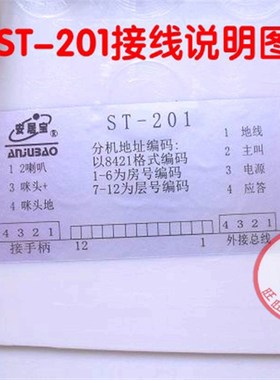 ST-201接线说明图
安居宝
ANJUBAO
ST-201
1 2喇叭
3 咪头+
4 咪头地
分机地址编码:
以8421格式编码
1-6为房号编码
7-12为层号编码
1 地线
2 主叫
3 电源
4 应答
4 3 2 1
12 1
4 3 2 1
接手柄
外接总线